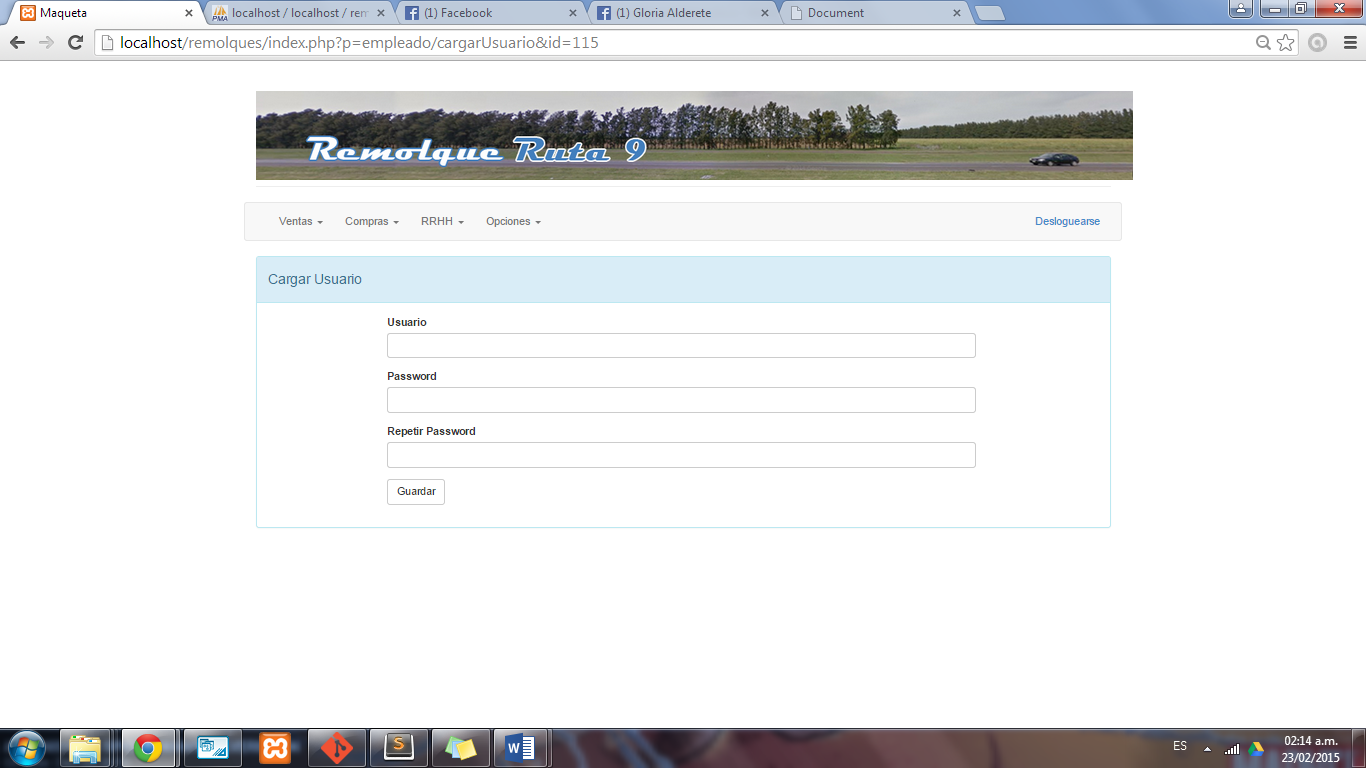 Maqueta
localhost / localhost / rem
(1) Facebook
(1) Gloria Alderete
Document
localhost/remolques/index.php?p=empleado/cargarUsuario&id=115
Remolque Ruta 9
Ventas
Compras
RRHH
Opciones
Desloguearse
Cargar Usuario
Usuario
Password
Repetir Password
Guardar
ES
02:14 a.m.
23/02/2015